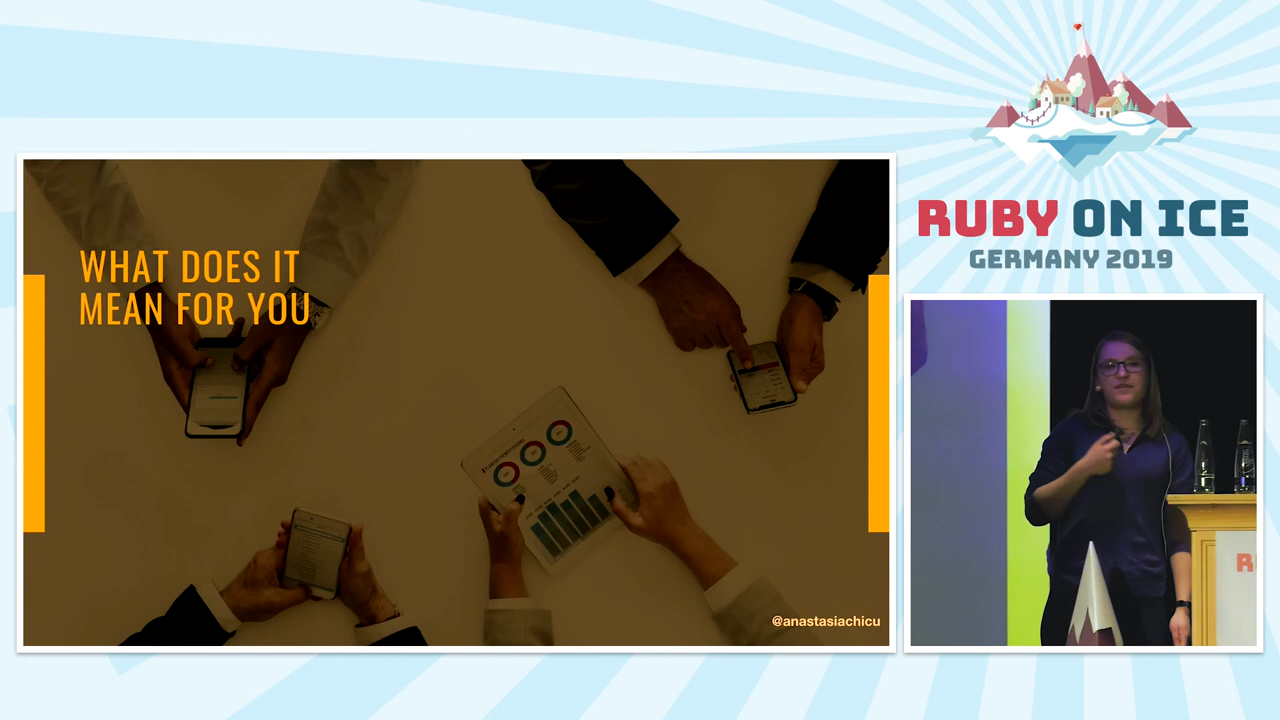 RUBY ON ICE
GERMANY 2019
WHAT DOES IT
MEAN FOR YOU
@anastasiachicu
R